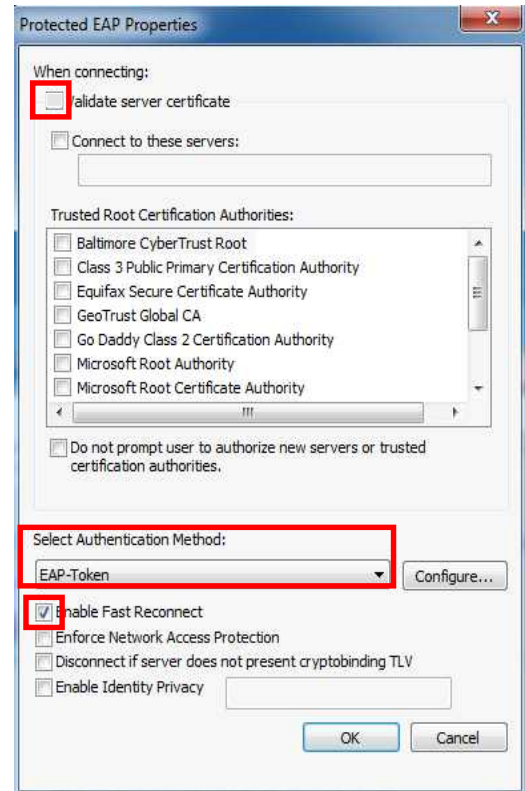 Protected EAP Properties
When connecting:
Validate server certificate
Connect to these servers:
Trusted Root Certification Authorities:
Baltimore CyberTrust Root
Class 3 Public Primary Certification Authority
Equifax Secure Certificate Authority
GeoTrust Global CA
Go Daddy Class 2 Certification Authority
Microsoft Root Authority
Microsoft Root Certificate Authority
Do not prompt user to authorize new servers or trusted
certification authorities.
Select Authentication Method:
EAP-Token
Configure...
Enable Fast Reconnect
Enforce Network Access Protection
Disconnect if server does not present cryptobinding TLV
Enable Identity Privacy
OK Cancel